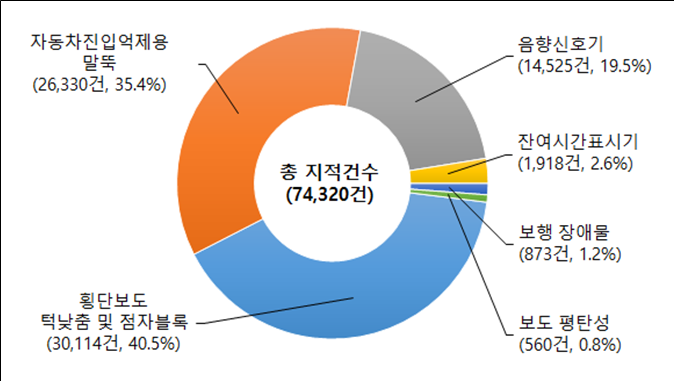 자동차진입억제용
말뚝
(26,330건, 35.4%)
음향신호기
(14,525건, 19.5%)
잔여시간표시기
(1,918건, 2.6%)
총 지적건수
(74,320건)
보행 장애물
(873건, 1.2%)
횡단보도
턱낮춤 및 점자블록
(30,114건, 40.5%)
보도 평탄성
(560건, 0.8%)